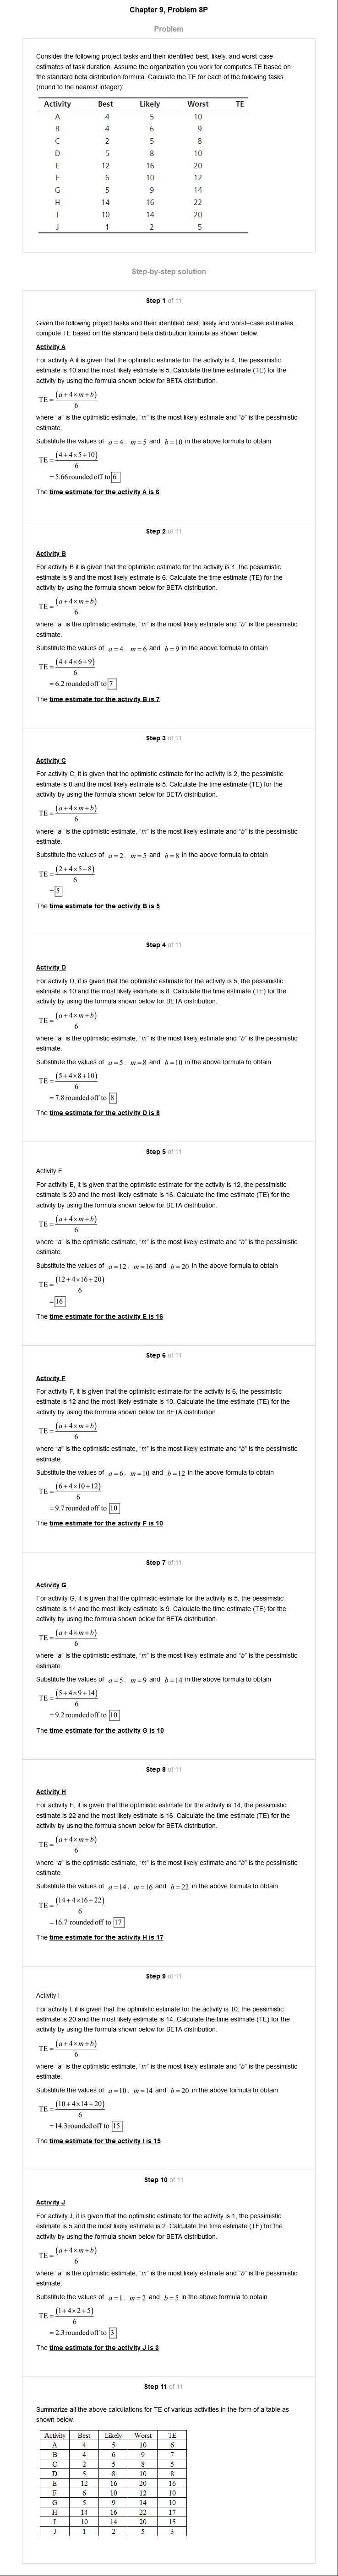 Chapter 9, Problem 8P
Problem
Consider the following project tasks and their identified best, likely, and worst-case
estimates of task duration. Assume the organization you work for computes TE based on
the standard beta distribution formula. Calculate the TE for each of the following tasks
(round to the nearest integer):
Activity Best Likely Worst TE
A 4 5 10
B 4 6 9
C 2 5 8
D 5 8 10
E 12 16 20
F 6 10 12
G 5 9 14
H 14 16 22
I 10 14 20
J 1 2 5
Step-by-step solution
Step 1 of 11
Given the following project tasks and their identified best, likely and worst–case estimates,
compute TE based on the standard beta distribution formula as shown below.
Activity A
For activity A it is given that the optimistic estimate for the activity is 4, the pessimistic
estimate is 10 and the most likely estimate is 5. Calculate the time estimate (TE) for the
activity by using the formula shown below for BETA distribution.
TE = (a+4×m+b)/6
where “a” is the optimistic estimate, “m” is the most likely estimate and “b” is the pessimistic
estimate.
Substitute the values of a=4, m=5 and b=10 in the above formula to obtain
TE = (4+4×5+10)/6
= 5.66 rounded off to 6
The time estimate for the activity A is 6
Step 2 of 11
Activity B
For activity B it is given that the optimistic estimate for the activity is 4, the pessimistic
estimate is 9 and the most likely estimate is 6. Calculate the time estimate (TE) for the
activity by using the formula shown below for BETA distribution.
TE = (a+4×m+b)/6
where “a” is the optimistic estimate, “m” is the most likely estimate and “b” is the pessimistic
estimate.
Substitute the values of a=4, m=6 and b=9 in the above formula to obtain
TE = (4+4×6+9)/6
= 6.2 rounded off to 7
The time estimate for the activity B is 7
Step 3 of 11
Activity C
For activity C, it is given that the optimistic estimate for the activity is 2, the pessimistic
estimate is 8 and the most likely estimate is 5. Calculate the time estimate (TE) for the
activity by using the formula shown below for BETA distribution.
TE = (a+4×m+b)/6
where “a” is the optimistic estimate, “m” is the most likely estimate and “b” is the pessimistic
estimate.
Substitute the values of a=2, m=5 and b=8 in the above formula to obtain
TE = (2+4×5+8)/6
= 5
The time estimate for the activity B is 5
Step 4 of 11
Activity D
For activity D, it is given that the optimistic estimate for the activity is 5, the pessimistic
estimate is 10 and the most likely estimate is 8. Calculate the time estimate (TE) for the
activity by using the formula shown below for BETA distribution.
TE = (a+4×m+b)/6
where “a” is the optimistic estimate, “m” is the most likely estimate and “b” is the pessimistic
estimate.
Substitute the values of a=5, m=8 and b=10 in the above formula to obtain
TE = (5+4×8+10)/6
= 7.8 rounded off to 8
The time estimate for the activity D is 8
Step 5 of 11
Activity E
For activity E, it is given that the optimistic estimate for the activity is 12, the pessimistic
estimate is 20 and the most likely estimate is 16. Calculate the time estimate (TE) for the
activity by using the formula shown below for BETA distribution.
TE = (a+4×m+b)/6
where “a” is the optimistic estimate, “m” is the most likely estimate and “b” is the pessimistic
estimate.
Substitute the values of a=12, m=16 and b=20 in the above formula to obtain
TE = (12+4×16+20)/6
= 16
The time estimate for the activity E is 16
Step 6 of 11
Activity F
For activity F, it is given that the optimistic estimate for the activity is 6, the pessimistic
estimate is 12 and the most likely estimate is 10. Calculate the time estimate (TE) for the
activity by using the formula shown below for BETA distribution.
TE = (a+4×m+b)/6
where “a” is the optimistic estimate, “m” is the most likely estimate and “b” is the pessimistic
estimate.
Substitute the values of a=6, m=10 and b=12 in the above formula to obtain
TE = (6+4×10+12)/6
= 9.7 rounded off to 10
The time estimate for the activity F is 10
Step 7 of 11
Activity G
For activity G, it is given that the optimistic estimate for the activity is 5, the pessimistic
estimate is 14 and the most likely estimate is 9. Calculate the time estimate (TE) for the
activity by using the formula shown below for BETA distribution.
TE = (a+4×m+b)/6
where “a” is the optimistic estimate, “m” is the most likely estimate and “b” is the pessimistic
estimate.
Substitute the values of a=5, m=9 and b=14 in the above formula to obtain
TE = (5+4×9+14)/6
= 9.2 rounded off to 10
The time estimate for the activity G is 10
Step 8 of 11
Activity H
For activity H, it is given that the optimistic estimate for the activity is 14, the pessimistic
estimate is 22 and the most likely estimate is 16. Calculate the time estimate (TE) for the
activity by using the formula shown below for BETA distribution.
TE = (a+4×m+b)/6
where “a” is the optimistic estimate, “m” is the most likely estimate and “b” is the pessimistic
estimate.
Substitute the values of a=14, m=16 and b=22 in the above formula to obtain
TE = (14+4×16+22)/6
= 16.7 rounded off to 17
The time estimate for the activity H is 17
Step 9 of 11
Activity I
For activity I, it is given that the optimistic estimate for the activity is 10, the pessimistic
estimate is 20 and the most likely estimate is 14. Calculate the time estimate (TE) for the
activity by using the formula shown below for BETA distribution.
TE = (a+4×m+b)/6
where “a” is the optimistic estimate, “m” is the most likely estimate and “b” is the pessimistic
estimate.
Substitute the values of a=10, m=14 and b=20 in the above formula to obtain
TE = (10+4×14+20)/6
= 14.3 rounded off to 15
The time estimate for the activity I is 15
Step 10 of 11
Activity J
For activity J, it is given that the optimistic estimate for the activity is 1, the pessimistic
estimate is 5 and the most likely estimate is 2. Calculate the time estimate (TE) for the
activity by using the formula shown below for BETA distribution.
TE = (a+4×m+b)/6
where “a” is the optimistic estimate, “m” is the most likely estimate and “b” is the pessimistic
estimate.
Substitute the values of a=1, m=2 and b=5 in the above formula to obtain
TE = (1+4×2+5)/6
= 2.3 rounded off to 3
The time estimate for the activity J is 3
Step 11 of 11
Summarize all the above calculations for TE of various activities in the form of a table as
shown below.
Activity Best Likely Worst TE
A 4 5 10 6
B 4 6 9 7
C 2 5 8 5
D 5 8 10 8
E 12 16 20 16
F 6 10 12 10
G 5 9 14 10
H 14 16 22 17
I 10 14 20 15
J 1 2 5 3